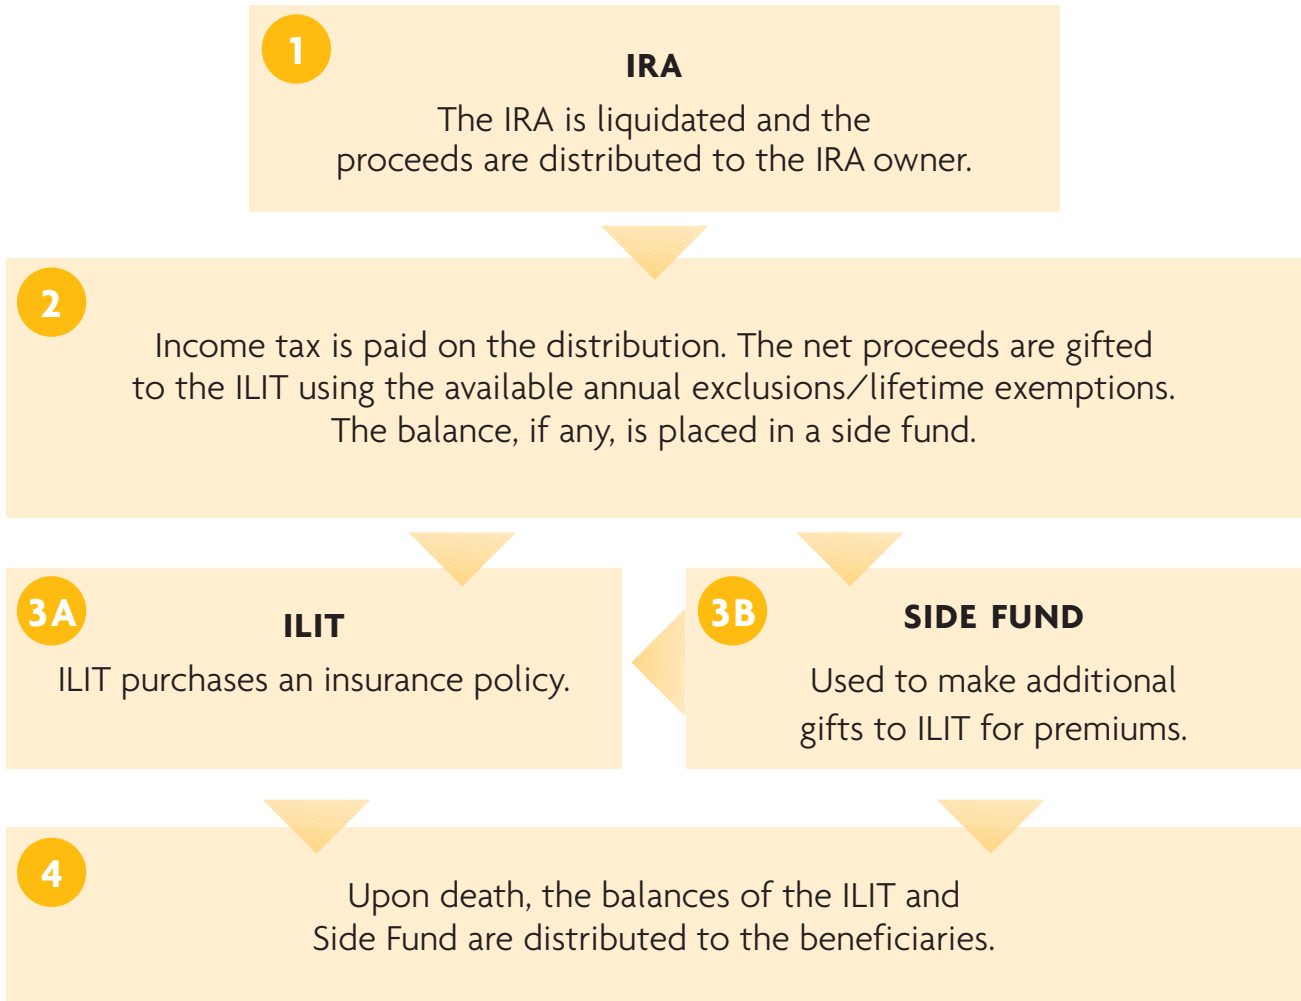 1
IRA
The IRA is liquidated and the
proceeds are distributed to the IRA owner.
2
Income tax is paid on the distribution. The net proceeds are gifted
to the ILIT using the available annual exclusions/lifetime exemptions.
The balance, if any, is placed in a side fund.
3A
ILIT
ILIT purchases an insurance policy.
3B
SIDE FUND
Used to make additional
gifts to ILIT for premiums.
4
Upon death, the balances of the ILIT and
Side Fund are distributed to the beneficiaries.